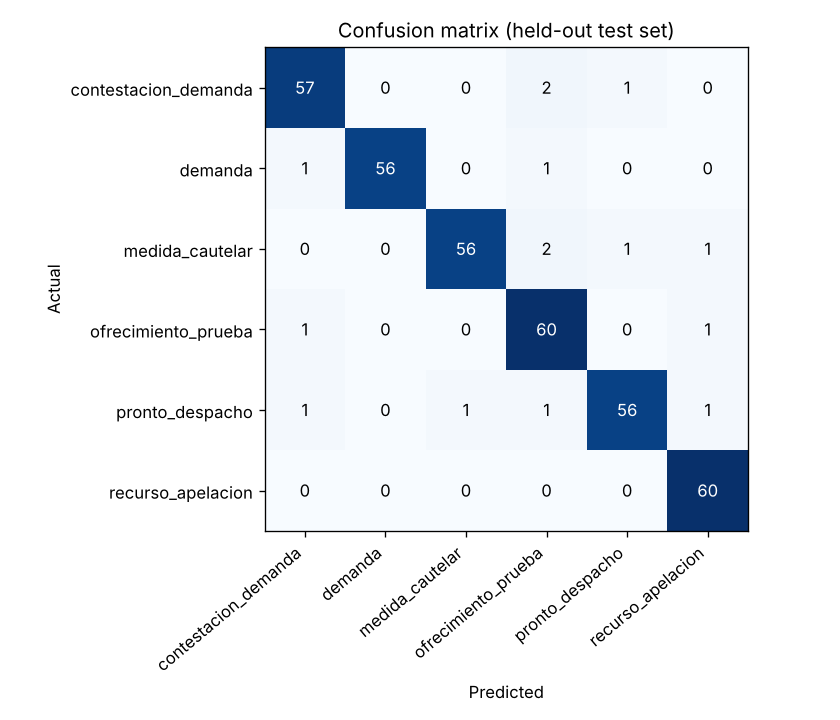 Confusion matrix (held-out test set)
contestacion_demanda 57 0 0 2 1 0
demanda 1 56 0 1 0 0
medida_cautelar 0 0 56 2 1 1
ofrecimiento_prueba 1 0 0 60 0 1
pronto_despacho 1 0 1 1 56 1
recurso_apelacion 0 0 0 0 0 60
Actual
contestacion_demanda
demanda
medida_cautelar
ofrecimiento_prueba
pronto_despacho
recurso_apelacion
Predicted